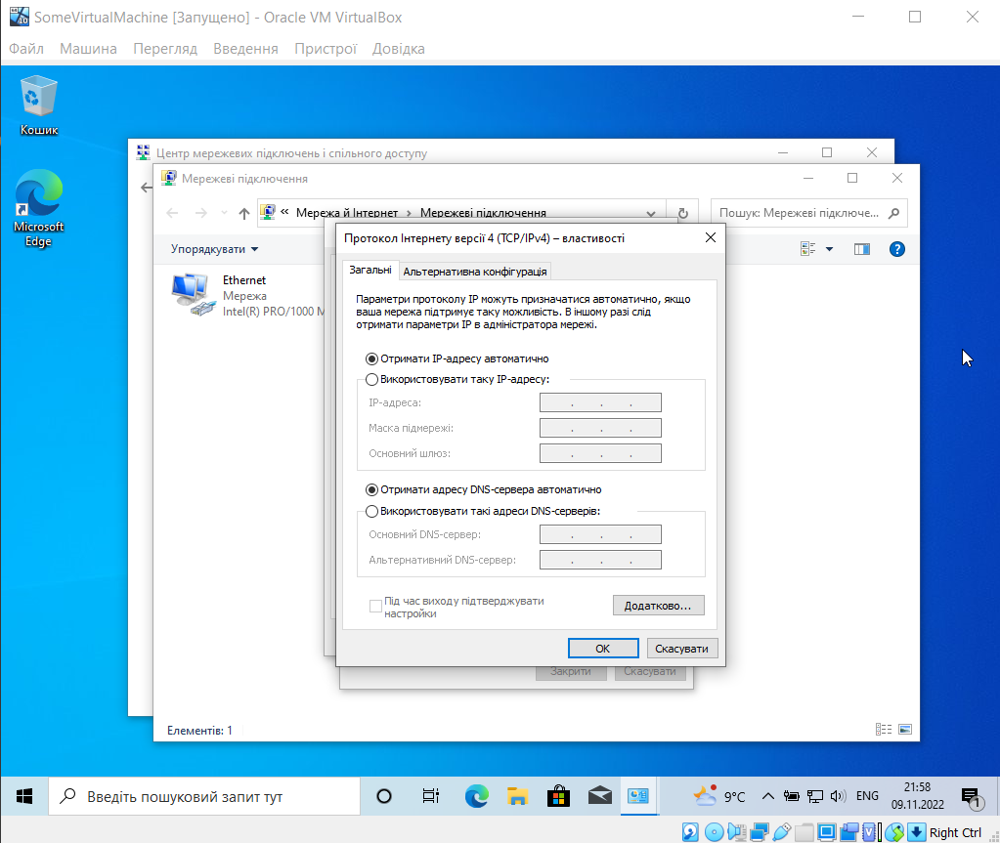 SomeVirtualMachine [Запущено] - Oracle VM VirtualBox
Файл Машина Перегляд Введення Пристрої Довідка
Кошик
Microsoft
Edge
Центр мережевих підключень і спільного доступу
Мережеві підключення
« Мережа й Інтернет > Мережеві підключення
Пошук: Мережеві підключе...
Упорядкувати
Ethernet
Мережа
Intel(R) PRO/1000 M
Протокол Інтернету версії 4 (TCP/IPv4) – властивості
Загальні Альтернативна конфігурація
Параметри протоколу IP можуть призначатися автоматично, якщо
ваша мережа підтримує таку можливість. В іншому разі слід
отримати параметри IP в адміністратора мережі.
Отримати IP-адресу автоматично
Використовувати таку IP-адресу:
IP-адреса: . . .
Маска підмережі: . . .
Основний шлюз: . . .
Отримати адресу DNS-сервера автоматично
Використовувати такі адреси DNS-серверів:
Основний DNS-сервер: . . .
Альтернативний DNS-сервер: . . .
Під час виходу підтверджувати
настройки
Додатково...
OK Скасувати
Закрити Скасувати
Елементів: 1
Введіть пошуковий запит тут
9°C
ENG
21:58
09.11.2022
1
Right Ctrl